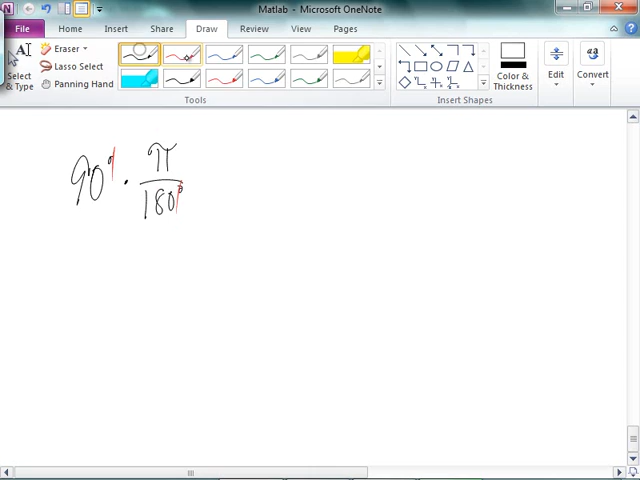 Matlab - Microsoft OneNote
File Home Insert Share Draw Review View Pages
A Eraser
Lasso Select
Panning Hand
Select & Type
Color & Thickness
Edit
Convert
Tools
Insert Shapes
90° · π
180°